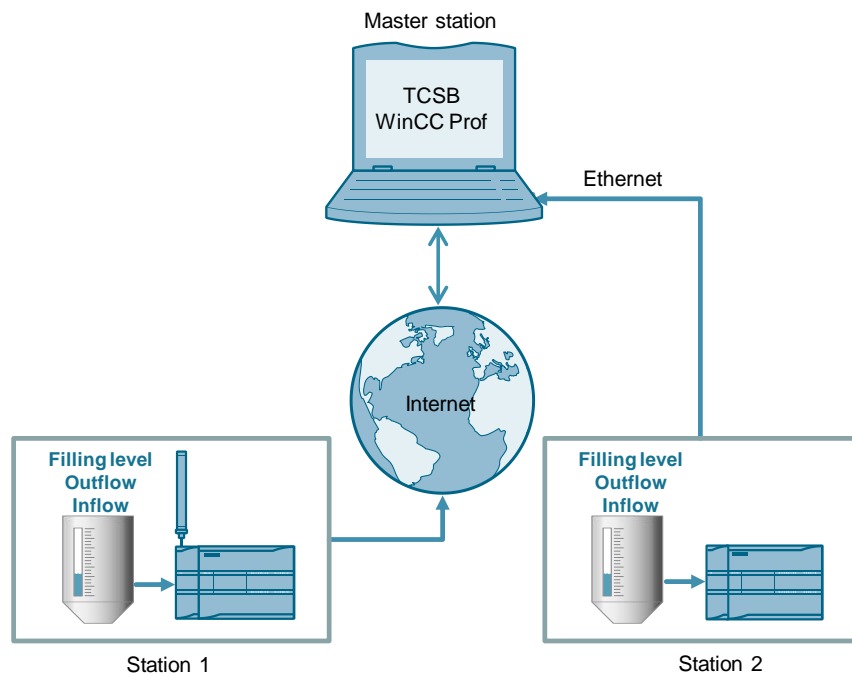 Master station
TCSB
WinCC Prof
Ethernet
Internet
Filling level
Outflow
Inflow
Station 1
Filling level
Outflow
Inflow
Station 2